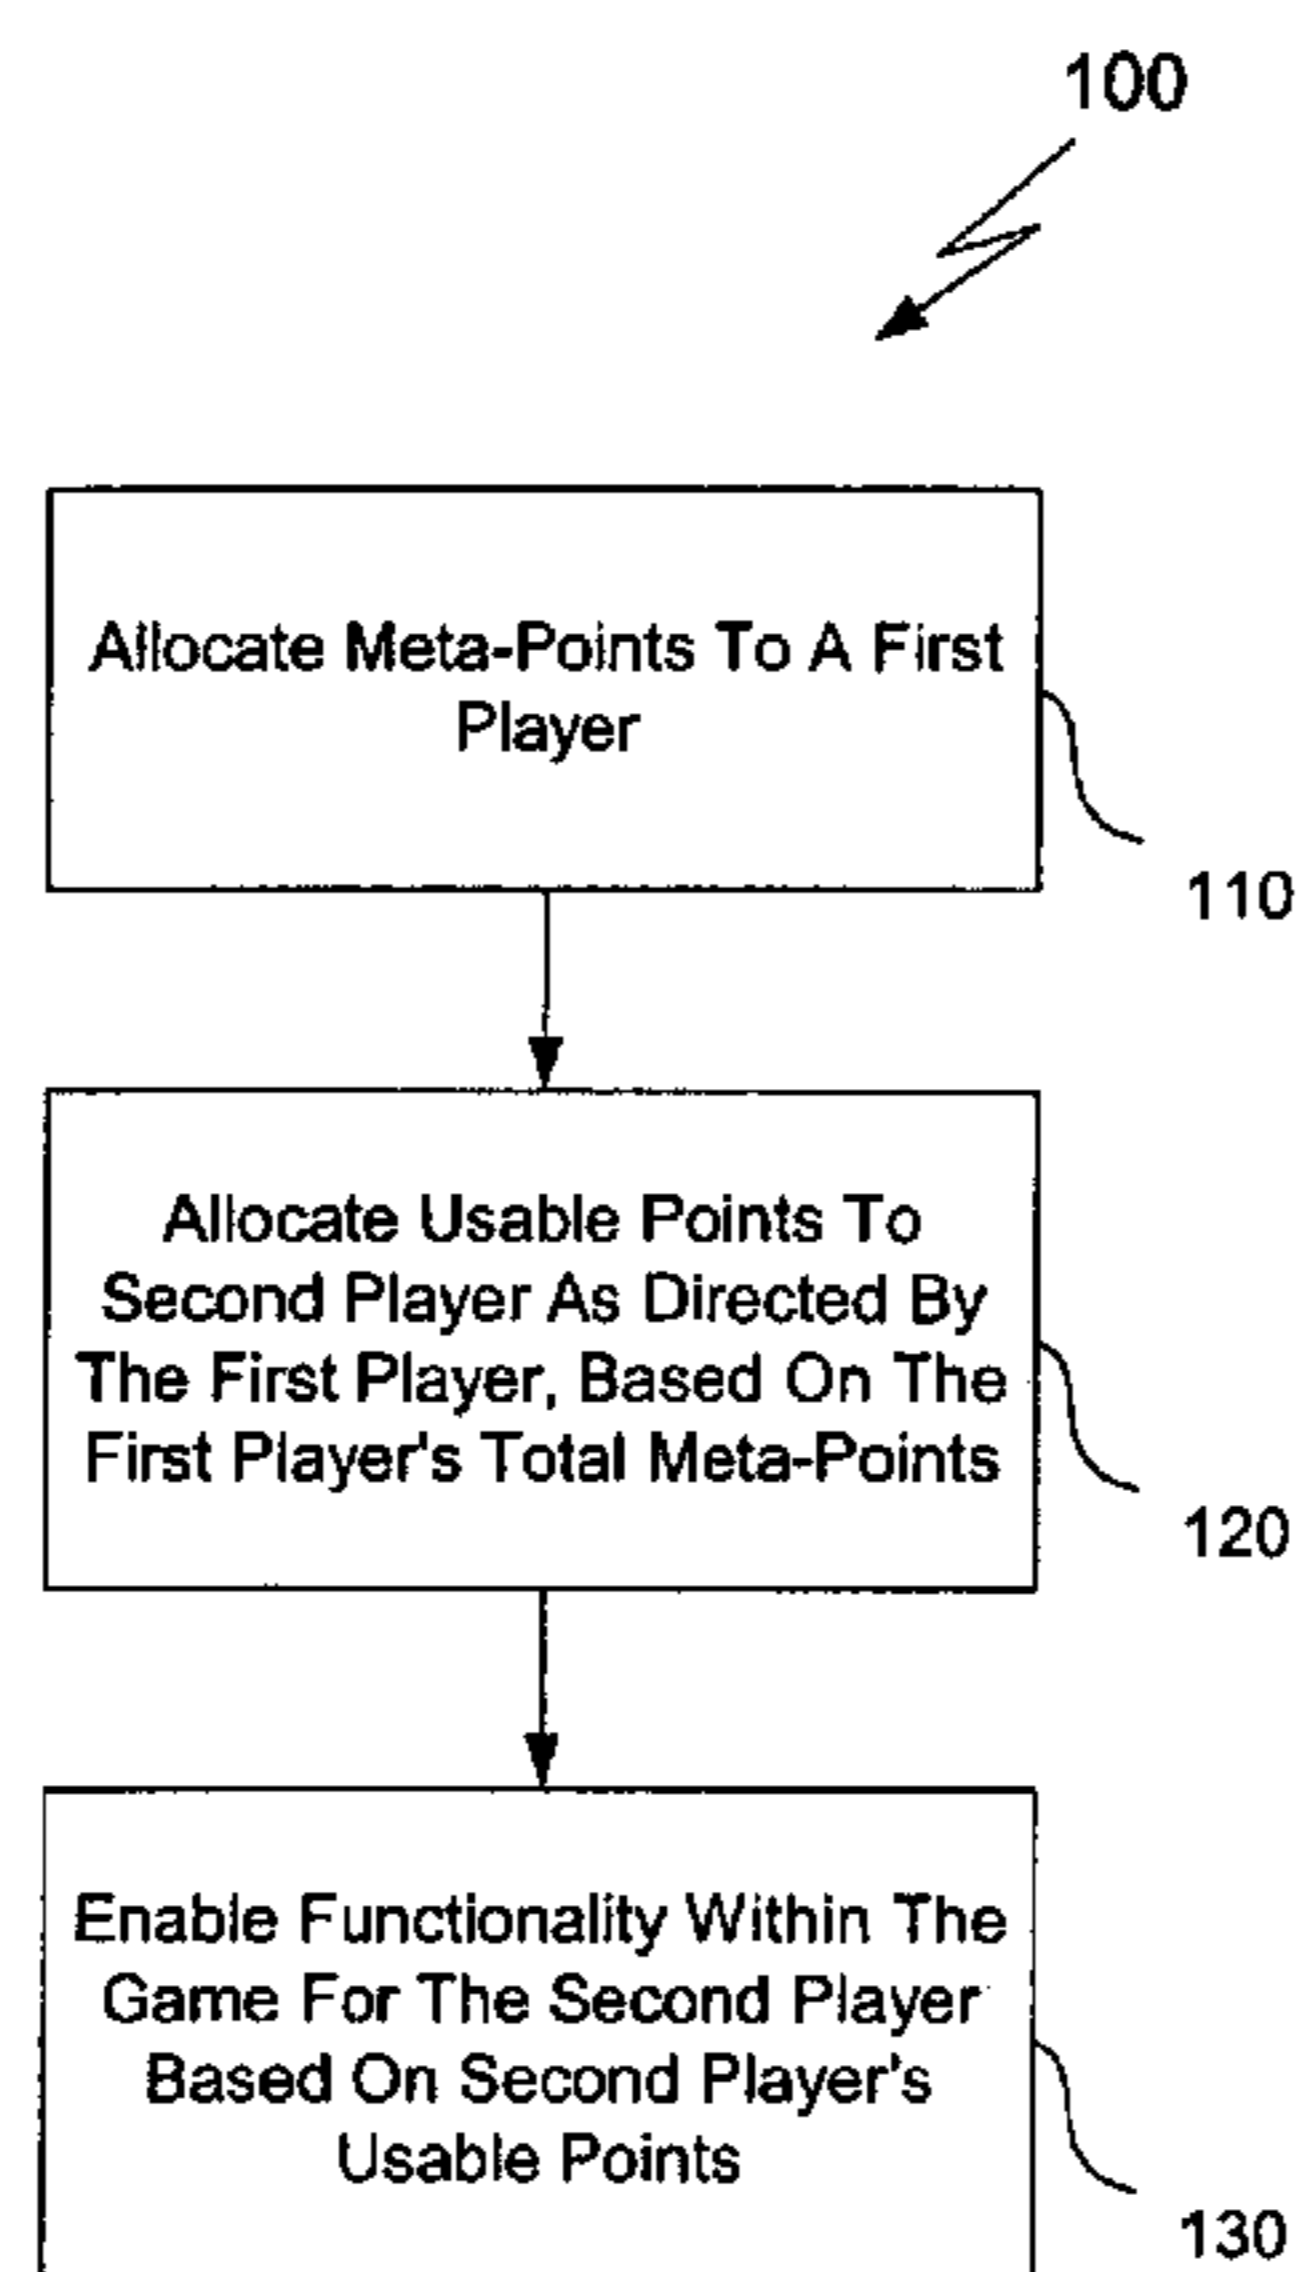 100
Allocate Meta-Points To A First
Player
110
Allocate Usable Points To
Second Player As Directed By
The First Player, Based On The
First Player's Total Meta-Points
120
Enable Functionality Within The
Game For The Second Player
Based On Second Player's
Usable Points
130